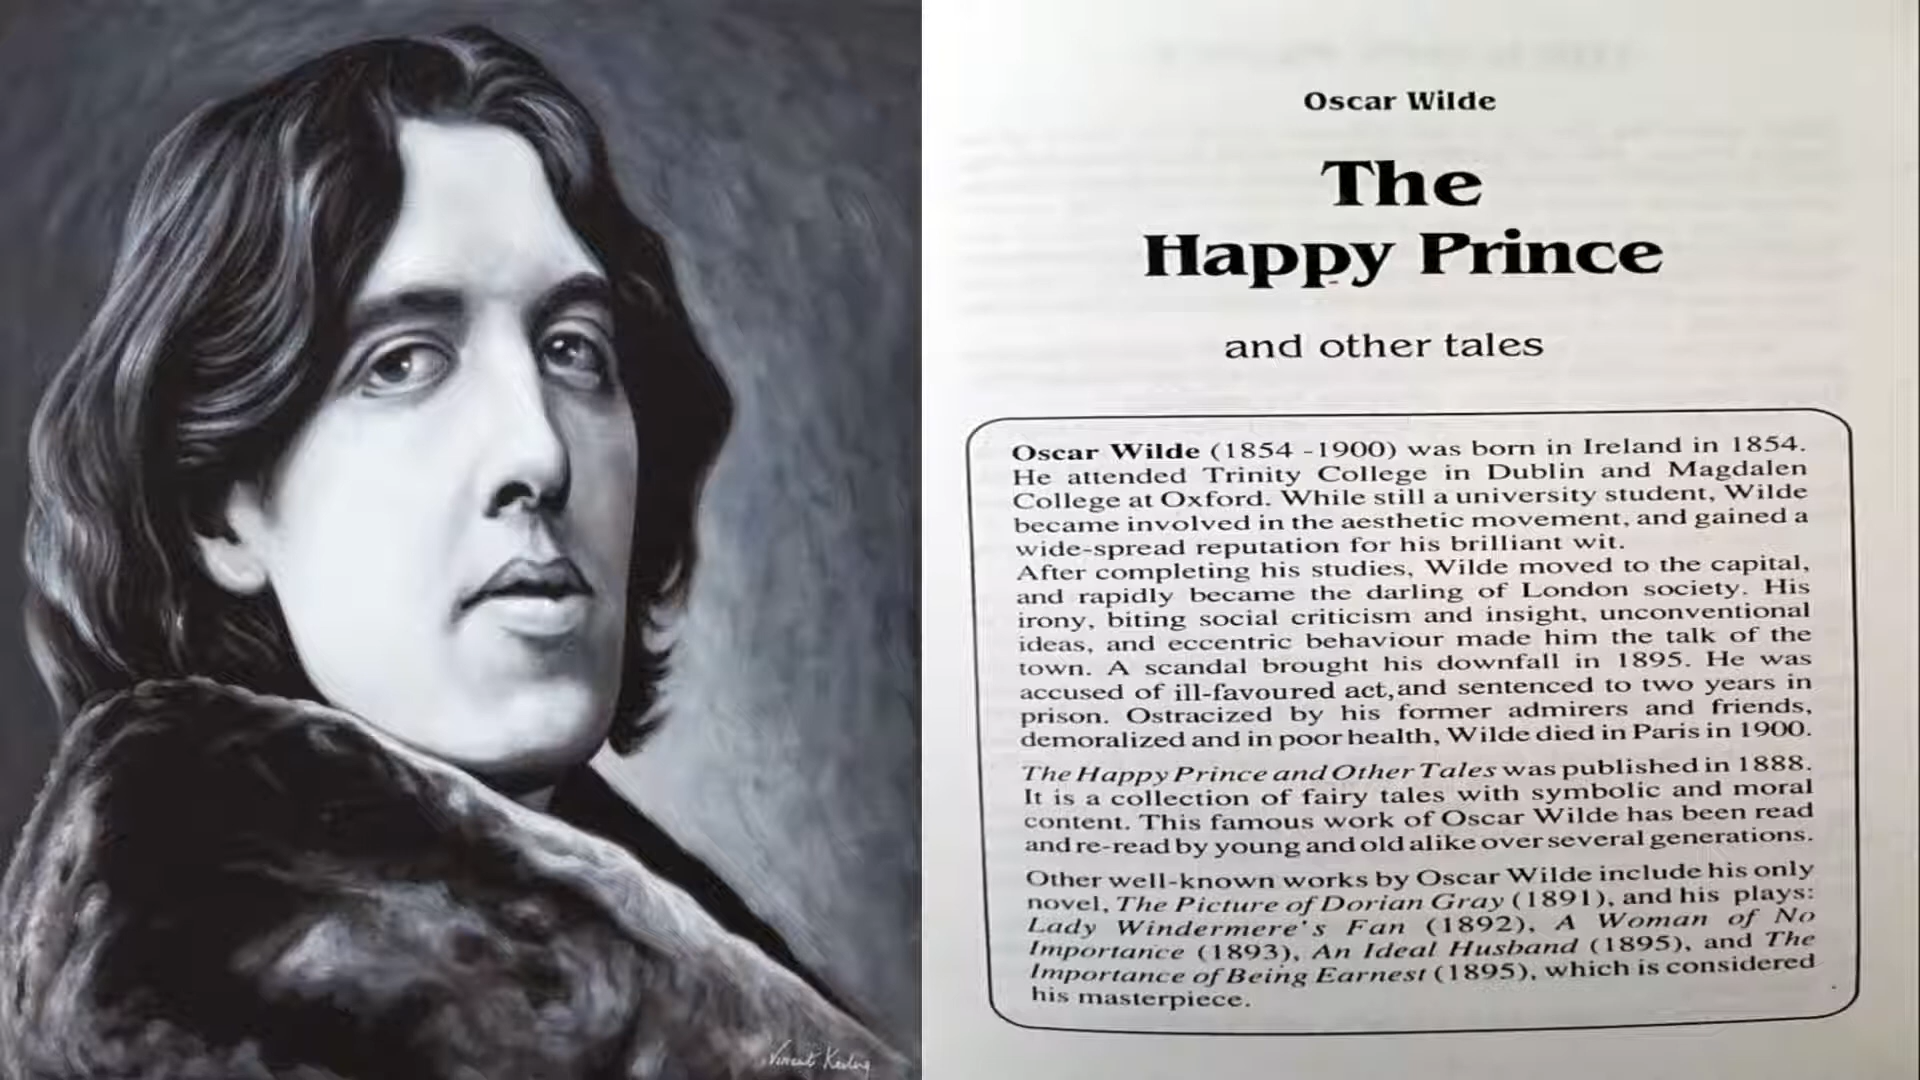 Oscar Wilde
The
Happy Prince
and other tales
Oscar Wilde (1854 -1900) was born in Ireland in 1854.
He attended Trinity College in Dublin and Magdalen
College at Oxford. While still a university student, Wilde
became involved in the aesthetic movement, and gained a
wide-spread reputation for his brilliant wit.
After completing his studies, Wilde moved to the capital,
and rapidly became the darling of London society. His
irony, biting social criticism and insight, unconventional
ideas, and eccentric behaviour made him the talk of the
town. A scandal brought his downfall in 1895. He was
accused of ill-favoured act,and sentenced to two years in
prison. Ostracized by his former admirers and friends,
demoralized and in poor health, Wilde died in Paris in 1900.
The Happy Prince and Other Tales was published in 1888.
It is a collection of fairy tales with symbolic and moral
content. This famous work of Oscar Wilde has been read
and re-read by young and old alike over several generations.
Other well-known works by Oscar Wilde include his only
novel, The Picture of Dorian Gray (1891), and his plays:
Lady Windermere's Fan (1892), A Woman of No
Importance (1893), An Ideal Husband (1895), and The
Importance of Being Earnest (1895), which is considered
his masterpiece.
Vincent Keeling